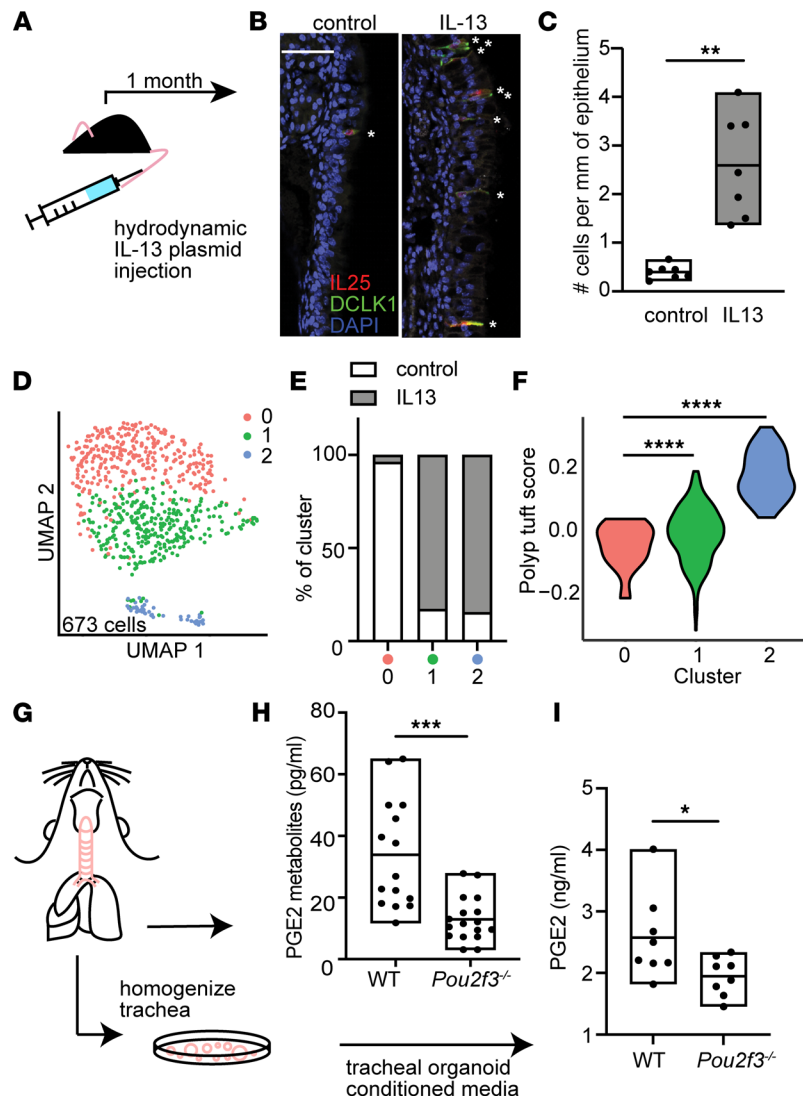 A
1 month
hydrodynamic
IL-13 plasmid
injection
B
control
IL-13
*
*
*
*
*
*
*
*
*
IL25
DCLK1
DAPI
C
**
# cells per mm of epithelium
5
4
3
2
1
0
control
IL13
D
0
1
2
UMAP 2
673 cells
UMAP 1
E
control
IL13
% of cluster
100
50
0
0
1
2
F
****
****
Polyp tuft score
0.2
0.0
−0.2
0
1
2
Cluster
G
homogenize
trachea
tracheal organoid
conditioned media
H
***
PGE2 metabolites (pg/ml)
80
60
40
20
0
WT
Pou2f3-/-
I
*
PGE2 (ng/ml)
5
4
3
2
1
WT
Pou2f3-/-